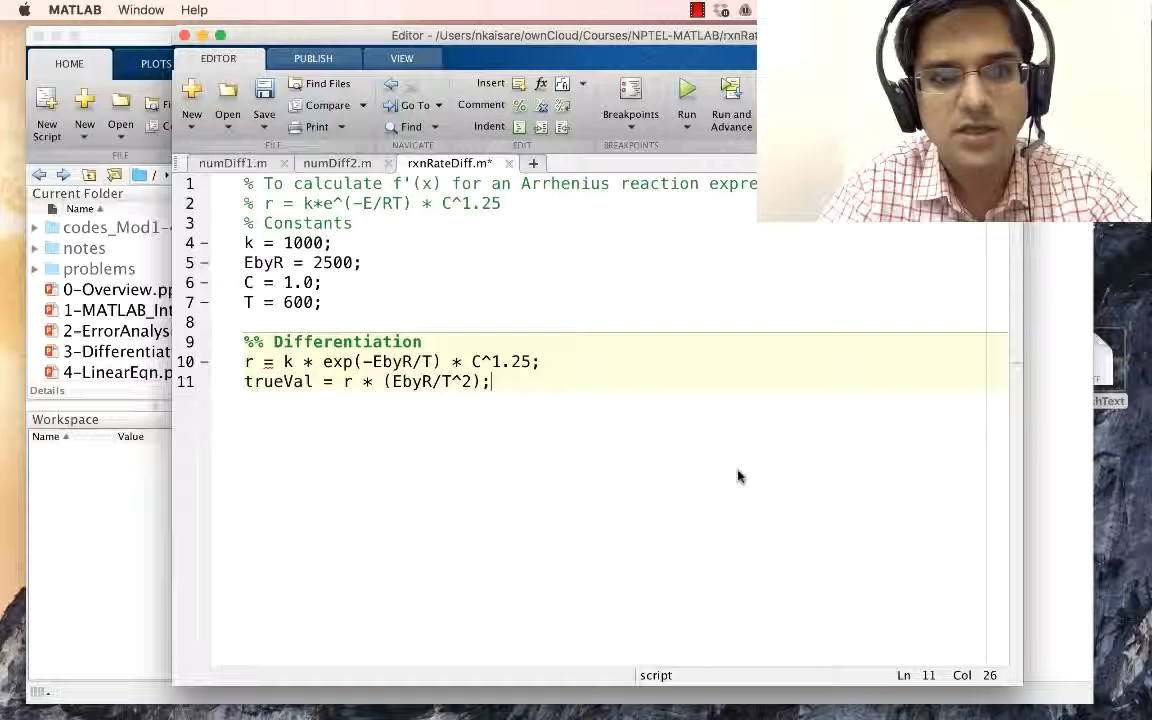 MATLAB Window Help
Editor - /Users/nkaisare/ownCloud/Courses/NPTEL-MATLAB/rxnRat
HOME PLOTS
EDITOR PUBLISH VIEW
New Script
New
Open
FILE
New
Open
Save
Find Files
Compare
Print
FILE
Go To
Find
NAVIGATE
Insert
Comment
Indent
EDIT
Breakpoints
BREAKPOINTS
Run
Run and Advance
numDiff1.m numDiff2.m rxnRateDiff.m*
Current Folder
Name
codes_Mod1-
notes
problems
0-Overview.pp
1-MATLAB_Int
2-ErrorAnalys
3-Differentiat
4-LinearEqn.p
Workspace
Name Value
1 % To calculate f'(x) for an Arrhenius reaction expre
2 % r = k*e^(-E/RT) * C^1.25
3 % Constants
4 - k = 1000;
5 - EbyR = 2500;
6 - C = 1.0;
7 - T = 600;
8
9 %% Differentiation
10 - r = k * exp(-EbyR/T) * C^1.25;
11 trueVal = r * (EbyR/T^2);
script Ln 11 Col 26